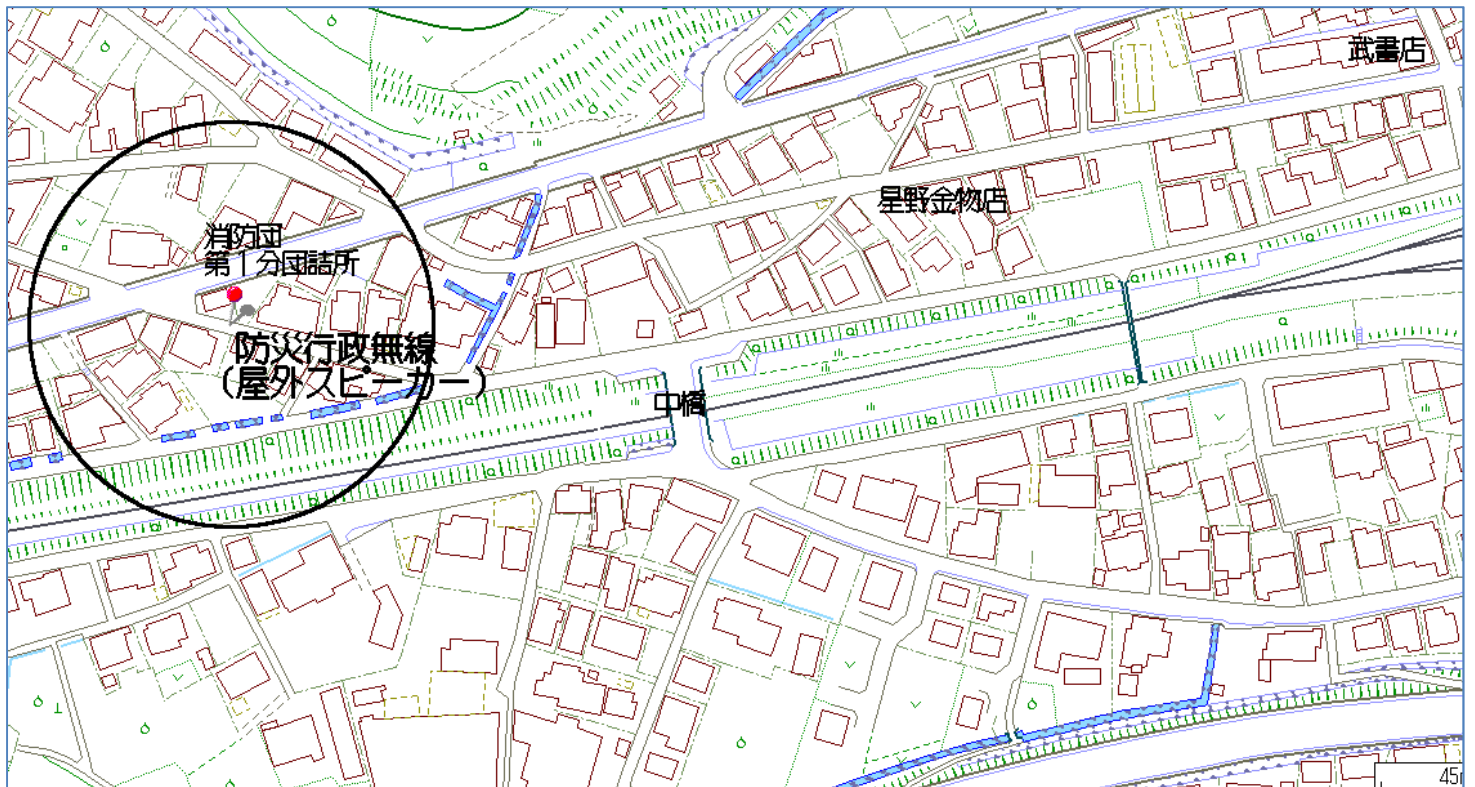 武書店
星野金物店
消防団
第1分団詰所
防災行政無線
(屋外スピーカー)
中橋